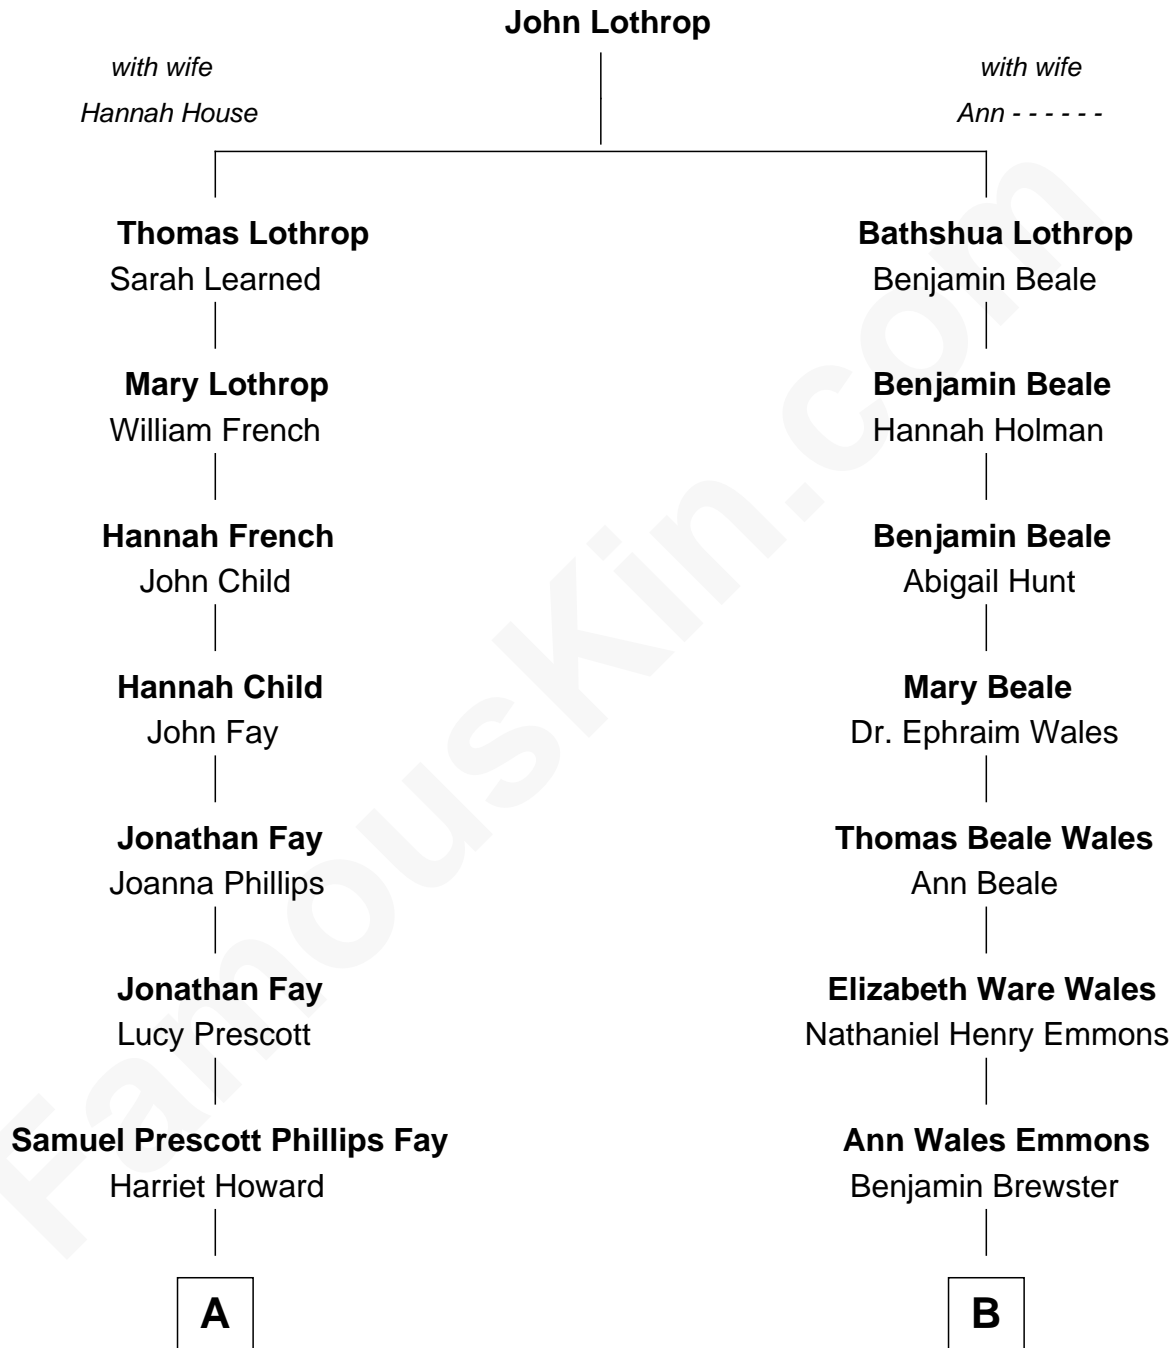 John Lothrop
with wife
Hannah House
with wife
Ann - - - - - -
Thomas Lothrop
Sarah Learned
Bathshua Lothrop
Benjamin Beale
Mary Lothrop
William French
Benjamin Beale
Hannah Holman
Hannah French
John Child
Benjamin Beale
Abigail Hunt
Hannah Child
John Fay
Mary Beale
Dr. Ephraim Wales
Jonathan Fay
Joanna Phillips
Thomas Beale Wales
Ann Beale
Jonathan Fay
Lucy Prescott
Elizabeth Ware Wales
Nathaniel Henry Emmons
Samuel Prescott Phillips Fay
Harriet Howard
Ann Wales Emmons
Benjamin Brewster
A
B
FamousKin.com